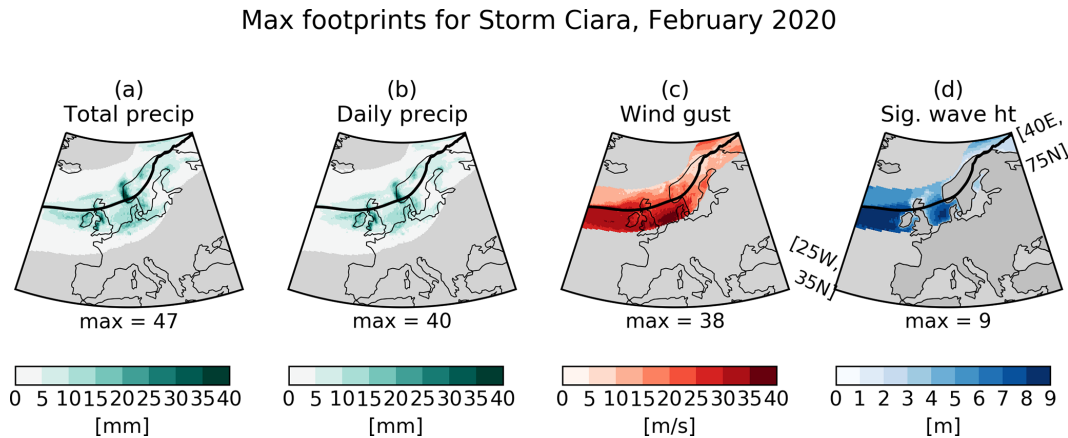 Max footprints for Storm Ciara, February 2020
(a)
Total precip
(b)
Daily precip
(c)
Wind gust
(d)
Sig. wave ht
[40E,
75N]
[25W,
35N]
max = 47
max = 40
max = 38
max = 9
0 5 10 15 20 25 30 35 40
[mm]
0 5 10 15 20 25 30 35 40
[mm]
0 5 10 15 20 25 30 35 40
[m/s]
0 1 2 3 4 5 6 7 8 9
[m]